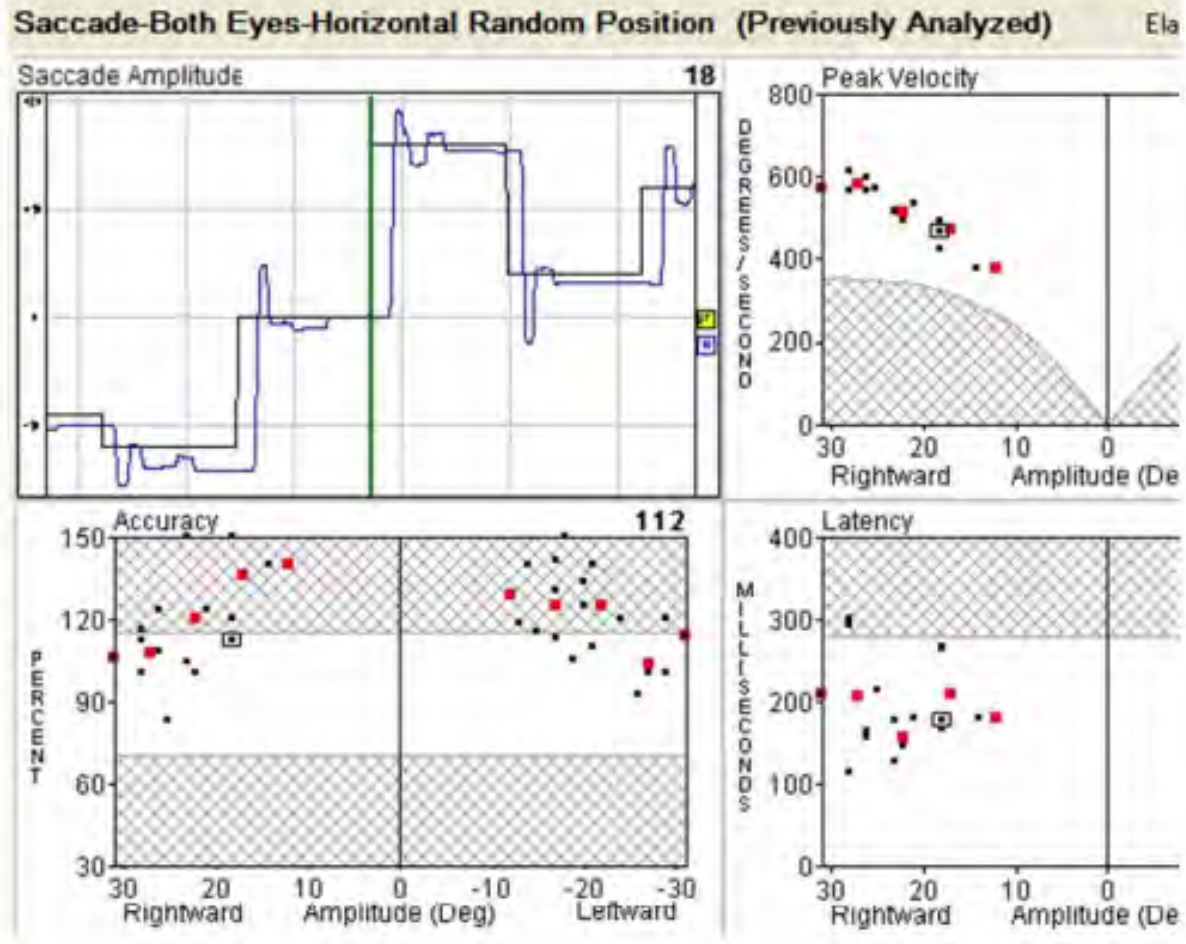 Saccade-Both Eyes-Horizontal Random Position (Previously Analyzed) Ela
Saccade Amplitude 18
Peak Velocity
DEGREES/SECOND
800
600
400
200
0
30 20 10 0
Rightward Amplitude (De
Accuracy 112
PERCENT
150
120
90
60
30
30 20 10 0 -10 -20 -30
Rightward Amplitude (Deg) Leftward
Latency
MILLISECONDS
400
300
200
100
0
30 20 10 0
Rightward Amplitude (De